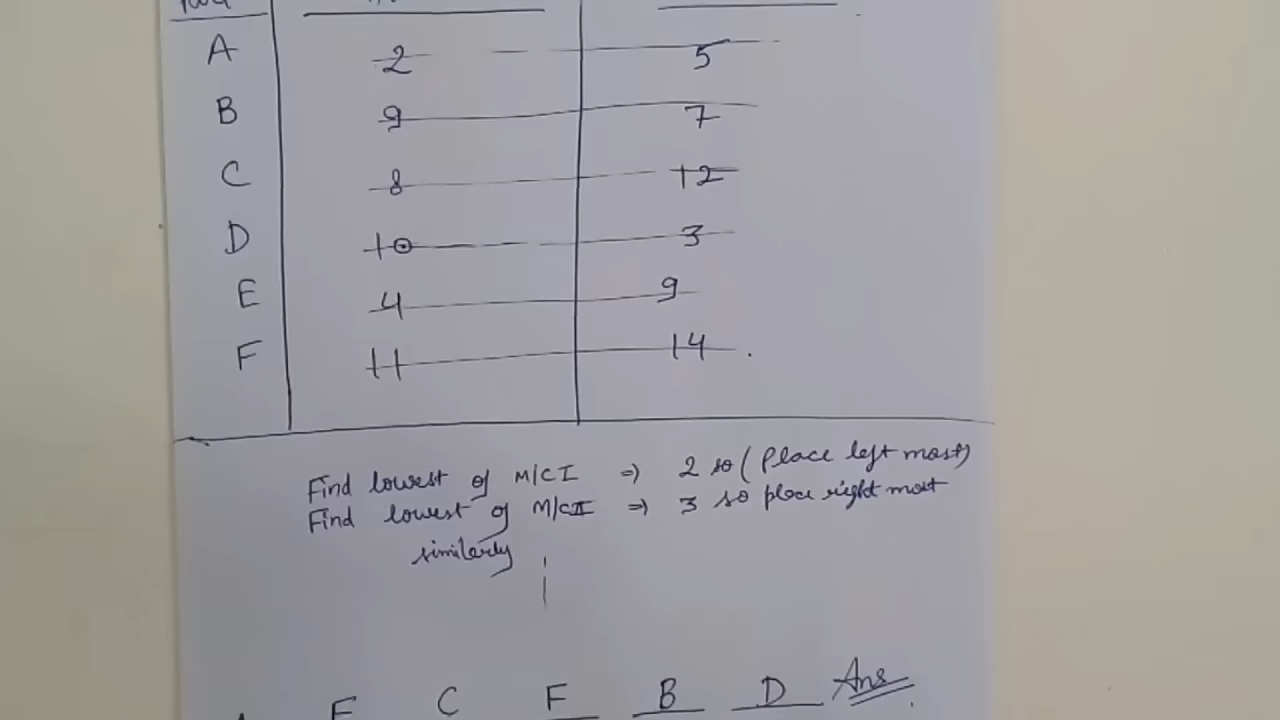 A 2 5
B 9 7
C 8 12
D 10 3
E 4 9
F 11 14.
Find lowest of M/C I => 2 so (Place left most)
Find lowest of M/C II => 3 so place right most
similarly
C F B D Ans.